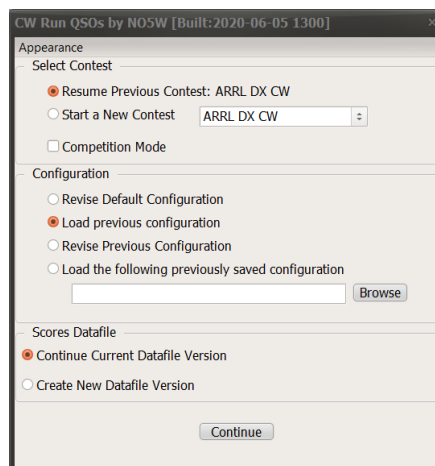 CW Run QSOs by NO5W [Built:2020-06-05 1300]
Appearance
Select Contest
Resume Previous Contest: ARRL DX CW
Start a New Contest ARRL DX CW
Competition Mode
Configuration
Revise Default Configuration
Load previous configuration
Revise Previous Configuration
Load the following previously saved configuration
Browse
Scores Datafile
Continue Current Datafile Version
Create New Datafile Version
Continue